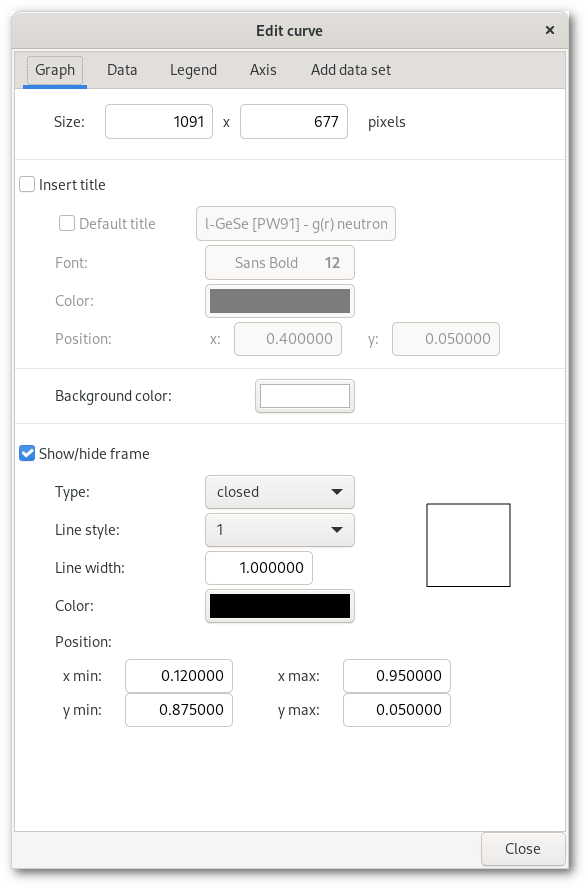 Edit curve ×
Graph Data Legend Axis Add data set
Size: 1091 x 677 pixels
Insert title
Default title l-GeSe [PW91] - g(r) neutron
Font: Sans Bold 12
Color:
Position: x: 0.400000 y: 0.050000
Background color:
Show/hide frame
Type: closed
Line style: 1
Line width: 1.000000
Color:
Position:
x min: 0.120000 x max: 0.950000
y min: 0.875000 y max: 0.050000
Close